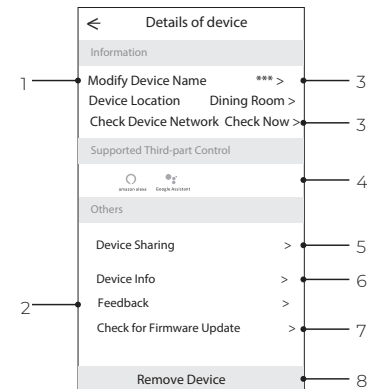 Details of device
Information
1
Modify Device Name *** > 3
Device Location Dining Room >
Check Device Network Check Now > 3
Supported Third-part Control
amazon alexa Google Assistant 4
Others
Device Sharing > 5
Device Info > 6
2 Feedback >
Check for Firmware Update > 7
Remove Device 8